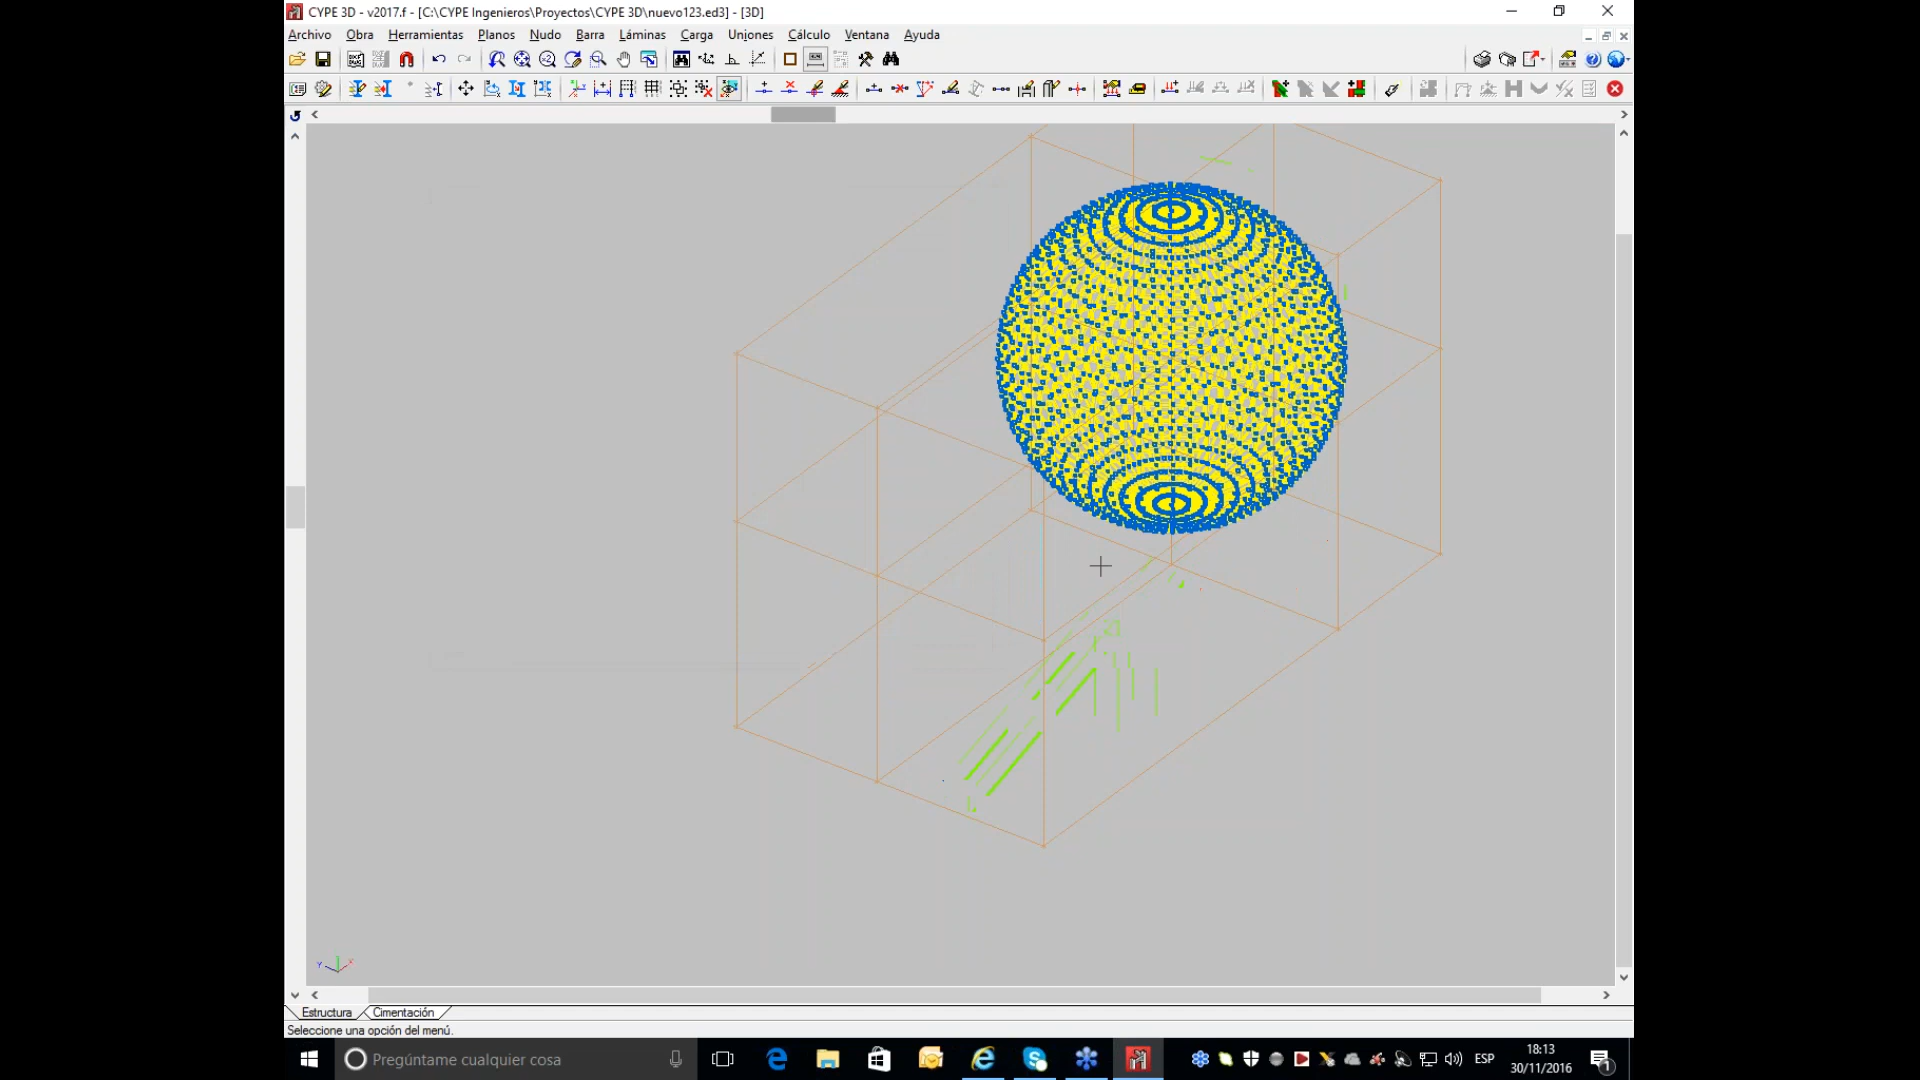 CYPE 3D - v2017.f - [C:\CYPE Ingenieros\Proyectos\CYPE 3D\nuevo123.ed3] - [3D]
Archivo Obra Herramientas Planos Nudo Barra Láminas Carga Uniones Cálculo Ventana Ayuda
Estructura Cimentación
Seleccione una opción del menú.
Pregúntame cualquier cosa
ESP
18:13
30/11/2016